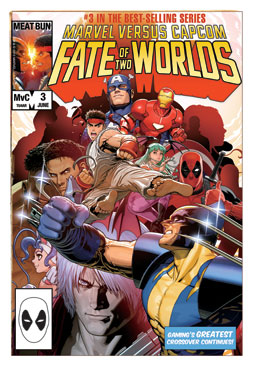 #3 IN THE BEST-SELLING SERIES
MEAT BUN
MARVEL VERSUS CAPCOM
FATE OF TWO WORLDS
MvC
3
JUNE
GAMING'S GREATEST
CROSSOVER CONTINUES!